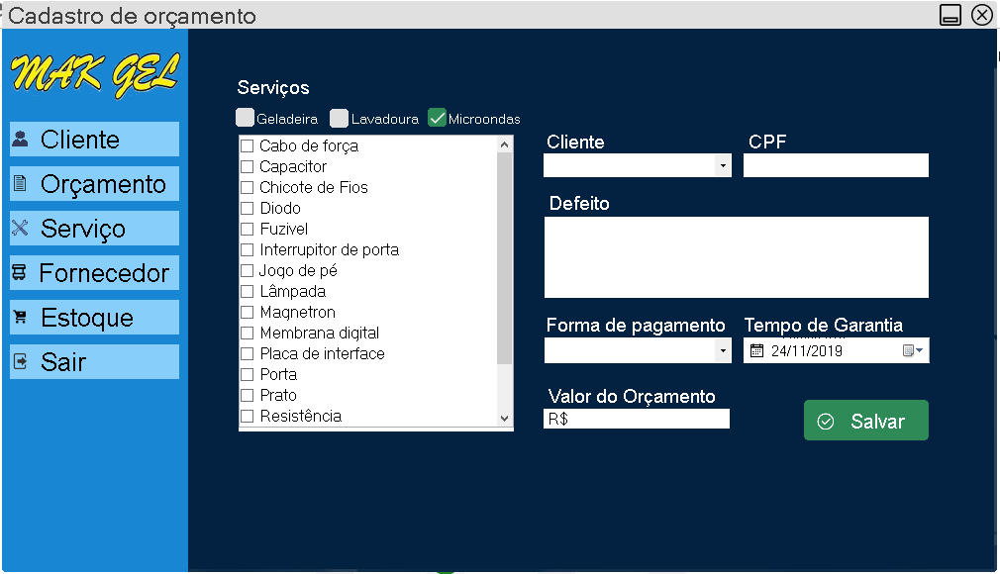 Cadastro de orçamento
MAK GEL
Cliente
Orçamento
Serviço
Fornecedor
Estoque
Sair
Serviços
Geladeira Lavadoura Microondas
Cabo de força
Capacitor
Chicote de Fios
Diodo
Fuzivel
Interrupitor de porta
Jogo de pé
Lâmpada
Magnetron
Membrana digital
Placa de interface
Porta
Prato
Resistência
Cliente CPF
Defeito
Forma de pagamento Tempo de Garantia
24/11/2019
Valor do Orçamento
R$
Salvar